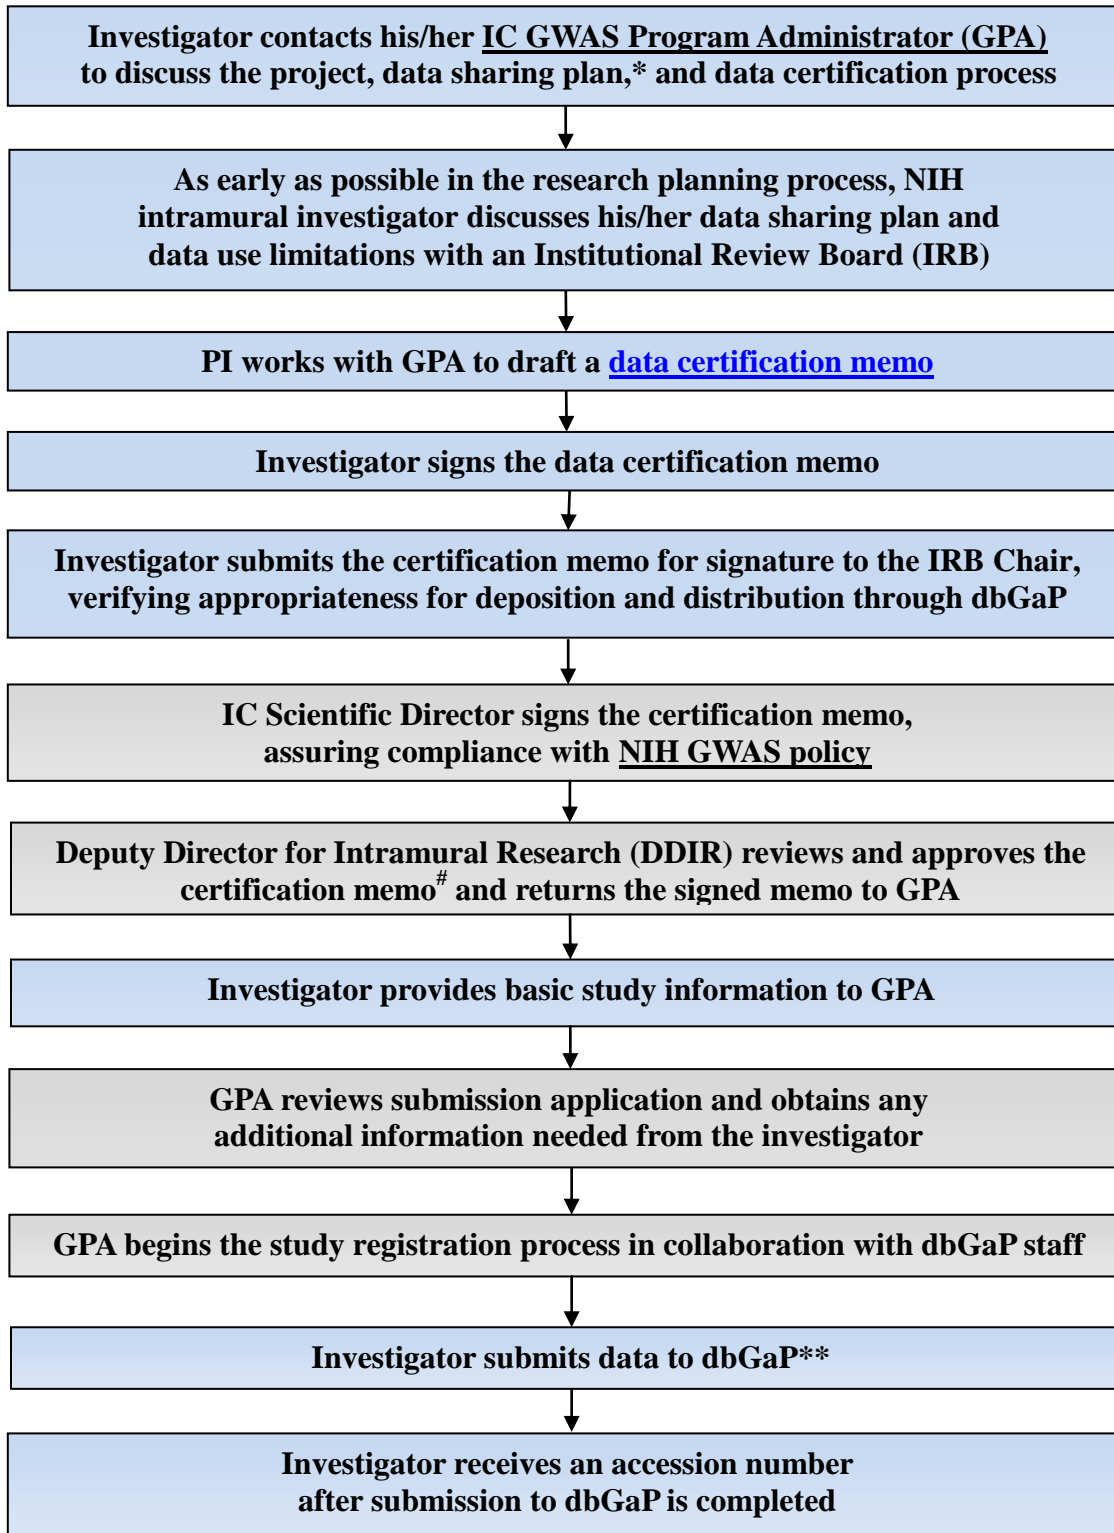 Investigator contacts his/her IC GWAS Program Administrator (GPA)
to discuss the project, data sharing plan,* and data certification process
As early as possible in the research planning process, NIH
intramural investigator discusses his/her data sharing plan and
data use limitations with an Institutional Review Board (IRB)
PI works with GPA to draft a data certification memo
Investigator signs the data certification memo
Investigator submits the certification memo for signature to the IRB Chair,
verifying appropriateness for deposition and distribution through dbGaP
IC Scientific Director signs the certification memo,
assuring compliance with NIH GWAS policy
Deputy Director for Intramural Research (DDIR) reviews and approves the
certification memo# and returns the signed memo to GPA
Investigator provides basic study information to GPA
GPA reviews submission application and obtains any
additional information needed from the investigator
GPA begins the study registration process in collaboration with dbGaP staff
Investigator submits data to dbGaP**
Investigator receives an accession number
after submission to dbGaP is completed